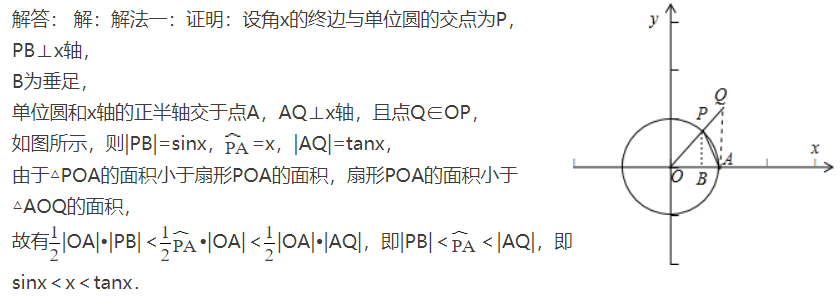 解答： 解：解法一：证明：设角x的终边与单位圆的交点为P，
PB⊥x轴，
B为垂足，
单位圆和x轴的正半轴交于点A，AQ⊥x轴，且点Q∈OP，
如图所示，则|PB|=sinx，\(\overset{\frown}{PA}\)=x，|AQ|=tanx，
由于△POA的面积小于扇形POA的面积，扇形POA的面积小于
△AOQ的面积，
故有\(\frac{1}{2}\)|OA|•|PB|＜\(\frac{1}{2}\)\(\overset{\frown}{PA}\)•|OA|＜\(\frac{1}{2}\)|OA|•|AQ|，即|PB|＜\(\overset{\frown}{PA}\)＜|AQ|，即
sinx＜x＜tanx．
y
Q
P
x
O
B
A